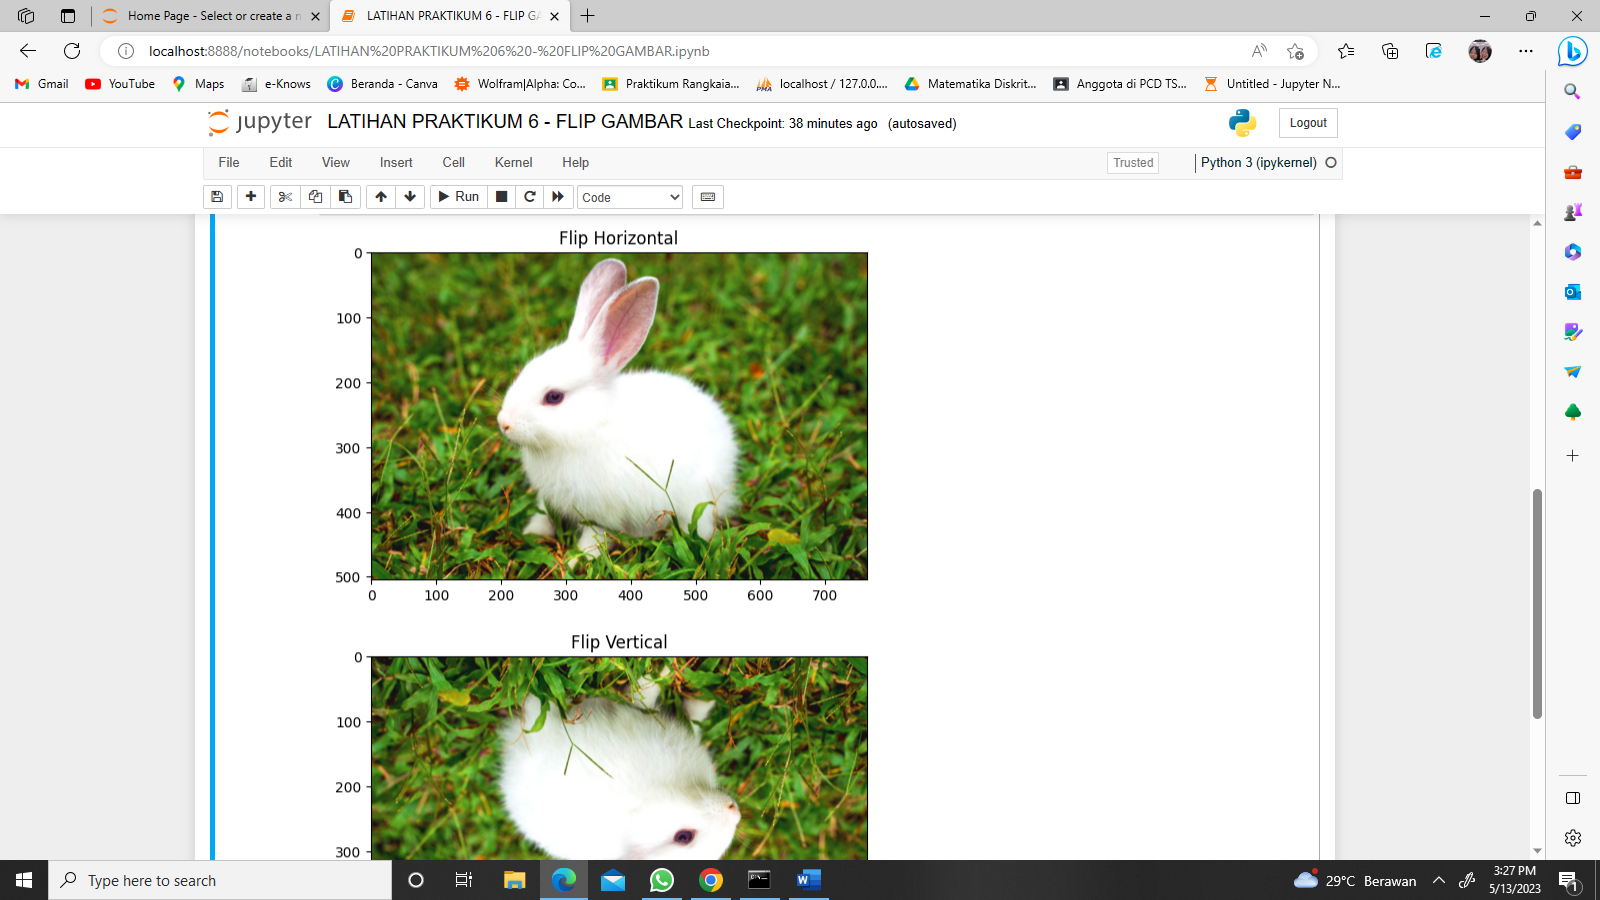 Home Page - Select or create a n
LATIHAN PRAKTIKUM 6 - FLIP GA
localhost:8888/notebooks/LATIHAN%20PRAKTIKUM%206%20-%20FLIP%20GAMBAR.ipynb
Gmail YouTube Maps e-Knows Beranda - Canva Wolfram|Alpha: Co... Praktikum Rangkaia... localhost / 127.0.0.... Matematika Diskrit... Anggota di PCD TS... Untitled - Jupyter N...
jupyter LATIHAN PRAKTIKUM 6 - FLIP GAMBAR Last Checkpoint: 38 minutes ago (autosaved) Logout
File Edit View Insert Cell Kernel Help Trusted Python 3 (ipykernel)
Run Code
Flip Horizontal
0
100
200
300
400
500
0 100 200 300 400 500 600 700
Flip Vertical
0
100
200
300
Type here to search
29°C Berawan
3:27 PM
5/13/2023
1